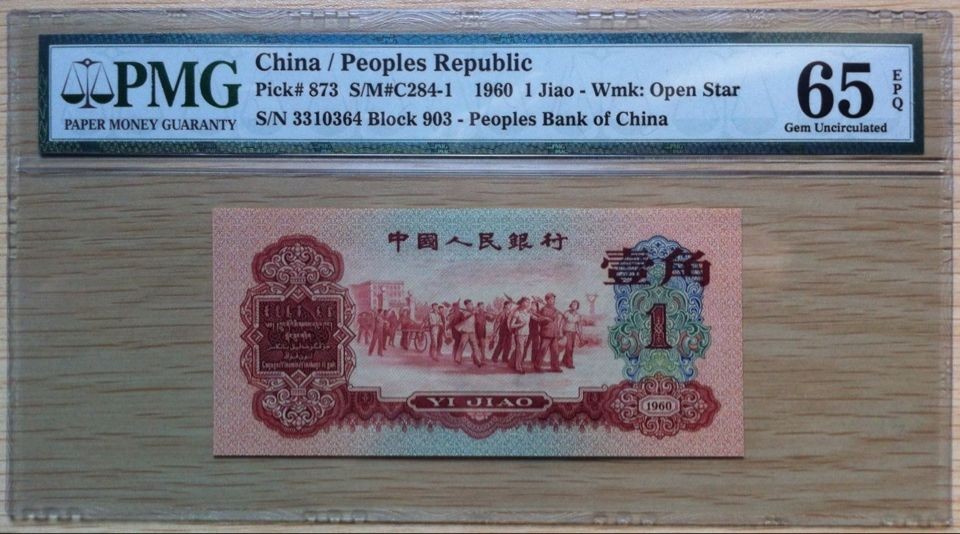 PMG
PAPER MONEY GUARANTY
China / Peoples Republic
Pick# 873 S/M#C284-1 1960 1 Jiao - Wmk: Open Star
S/N 3310364 Block 903 - Peoples Bank of China
65
EPQ
Gem Uncirculated
中國人民銀行
壹角
1
YI JIAO
1960